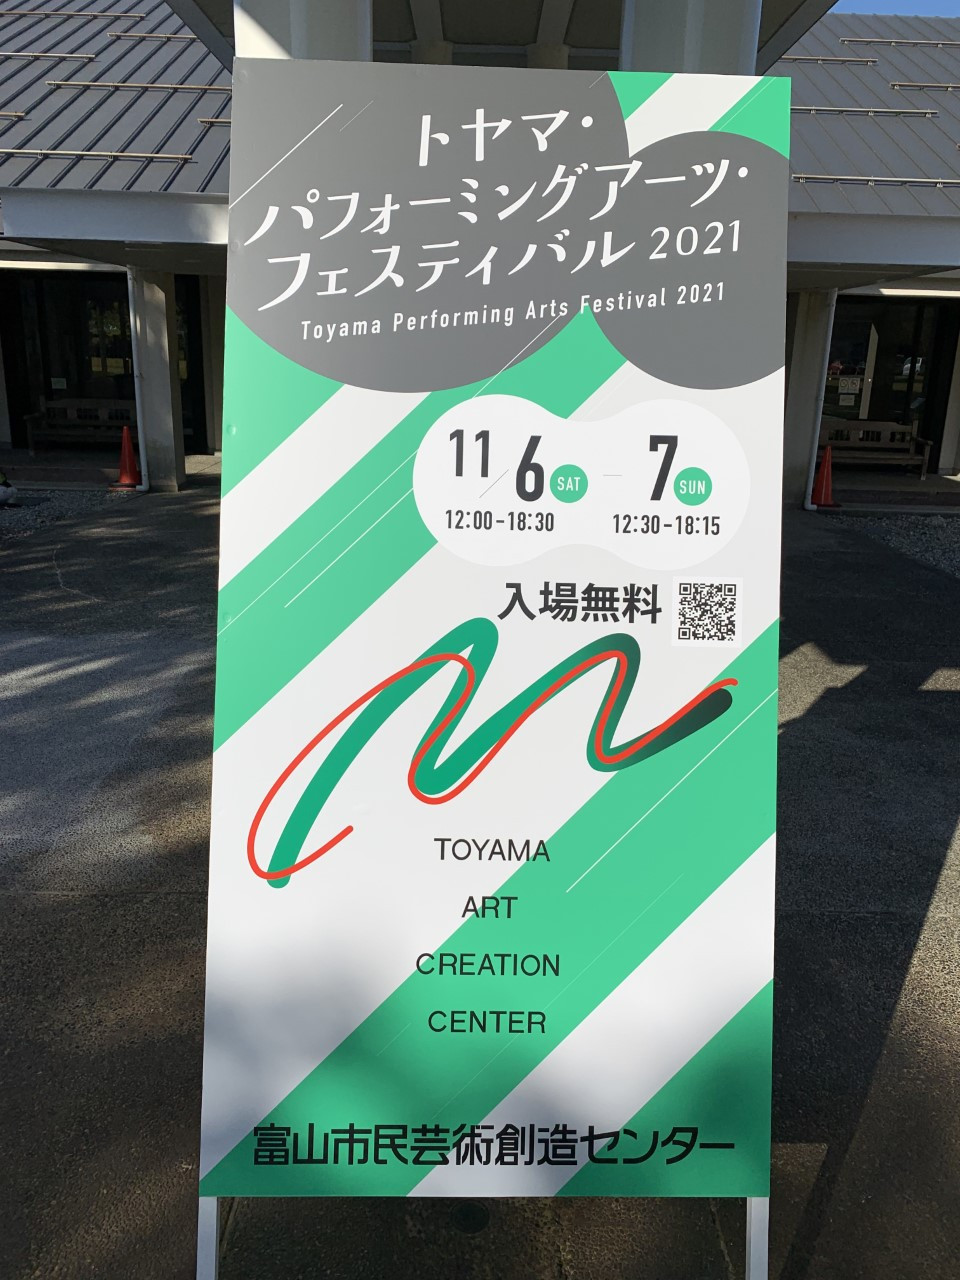 トヤマ・
パフォーミングアーツ・
フェスティバル 2021
Toyama Performing Arts Festival 2021
11/6 SAT – 7 SUN
12:00-18:30 12:30-18:15
入場無料
TOYAMA
ART
CREATION
CENTER
富山市民芸術創造センター